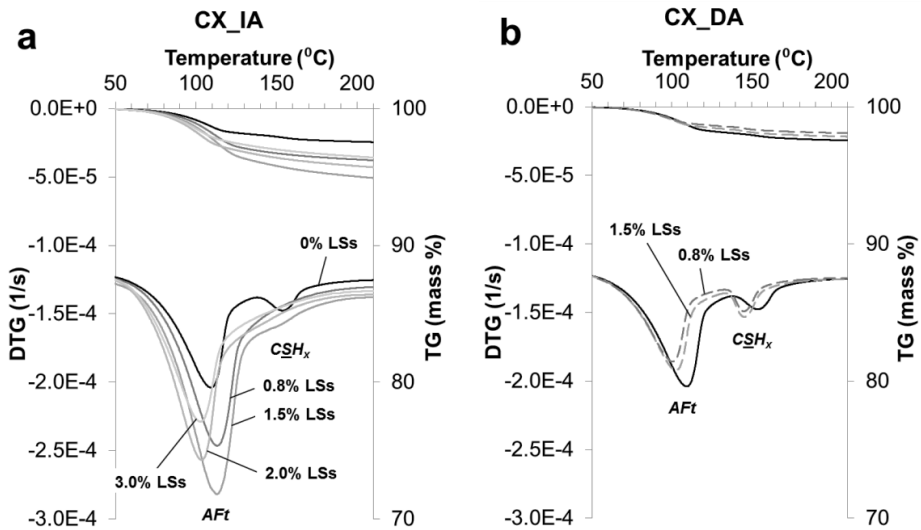 a
CX_IA
Temperature (⁰C)
50 100 150 200
0.0E+0
-5.0E-5
-1.0E-4
-1.5E-4
-2.0E-4
-2.5E-4
-3.0E-4
DTG (1/s)
100
90
80
70
TG (mass %)
0% LSs
CSHx
0.8% LSs
1.5% LSs
2.0% LSs
3.0% LSs
AFt
b
CX_DA
Temperature (⁰C)
50 100 150 200
0.0E+0
-5.0E-5
-1.0E-4
-1.5E-4
-2.0E-4
-2.5E-4
-3.0E-4
DTG (1/s)
100
90
80
70
TG (mass %)
1.5% LSs
0.8% LSs
CSHx
AFt